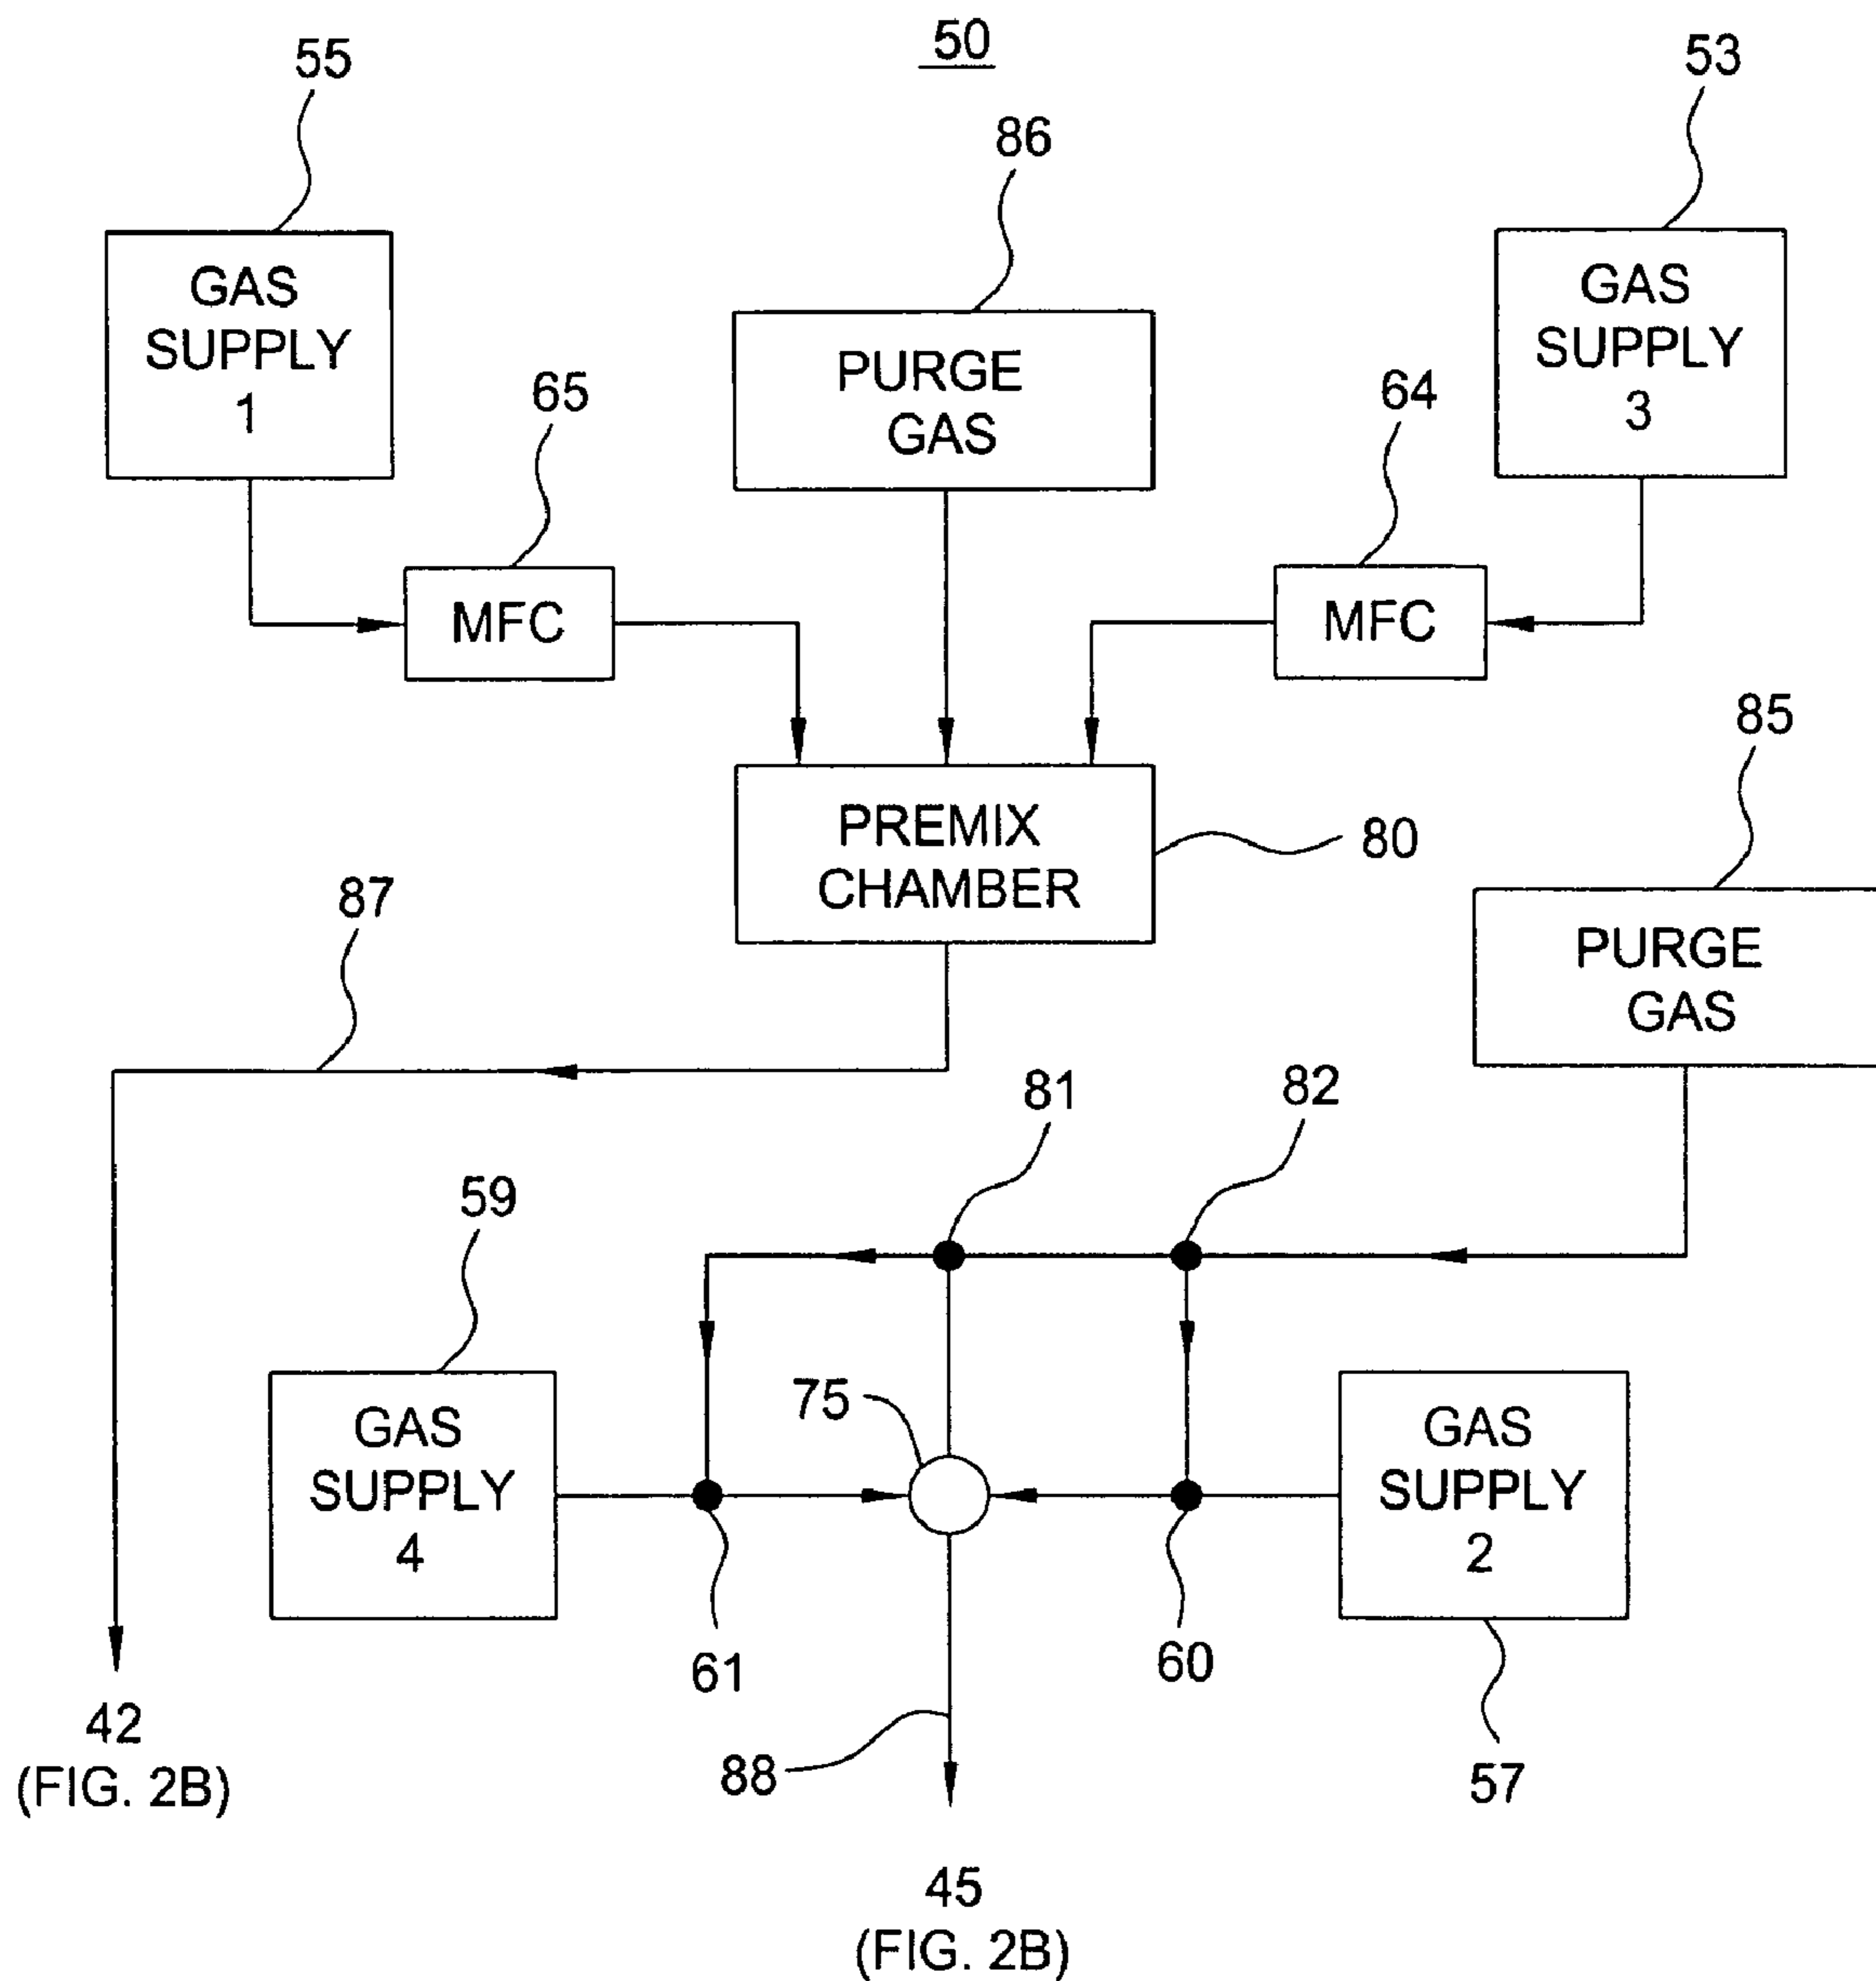 50
55
53
86
GAS
SUPPLY
1
GAS
SUPPLY
3
PURGE
GAS
65
64
MFC
MFC
85
PREMIX
CHAMBER
80
87
PURGE
GAS
81
82
59
75
GAS
SUPPLY
4
GAS
SUPPLY
2
61
60
42
(FIG. 2B)
88
57
45
(FIG. 2B)